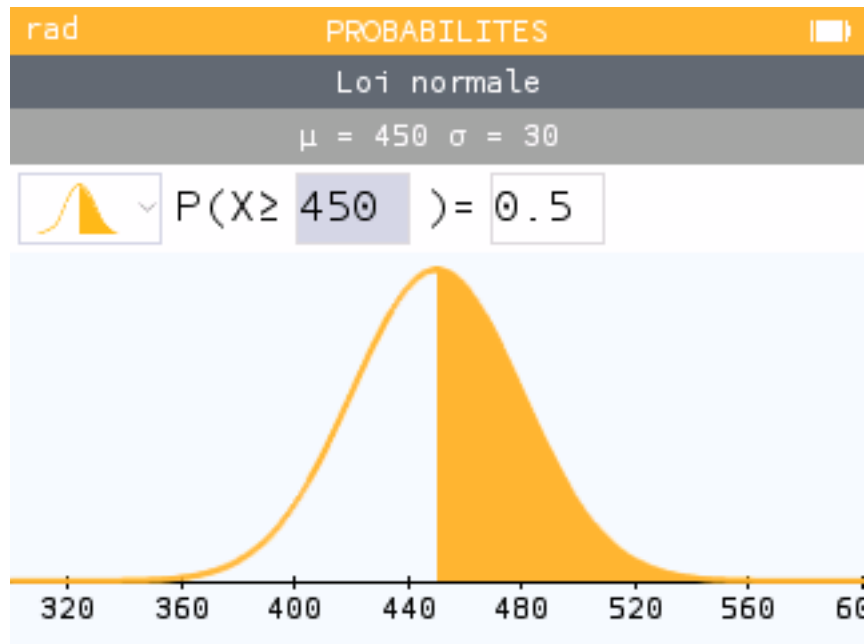 rad PROBABILITES
Loi normale
μ = 450 σ = 30
P(X≥ 450 )= 0.5
320 360 400 440 480 520 560